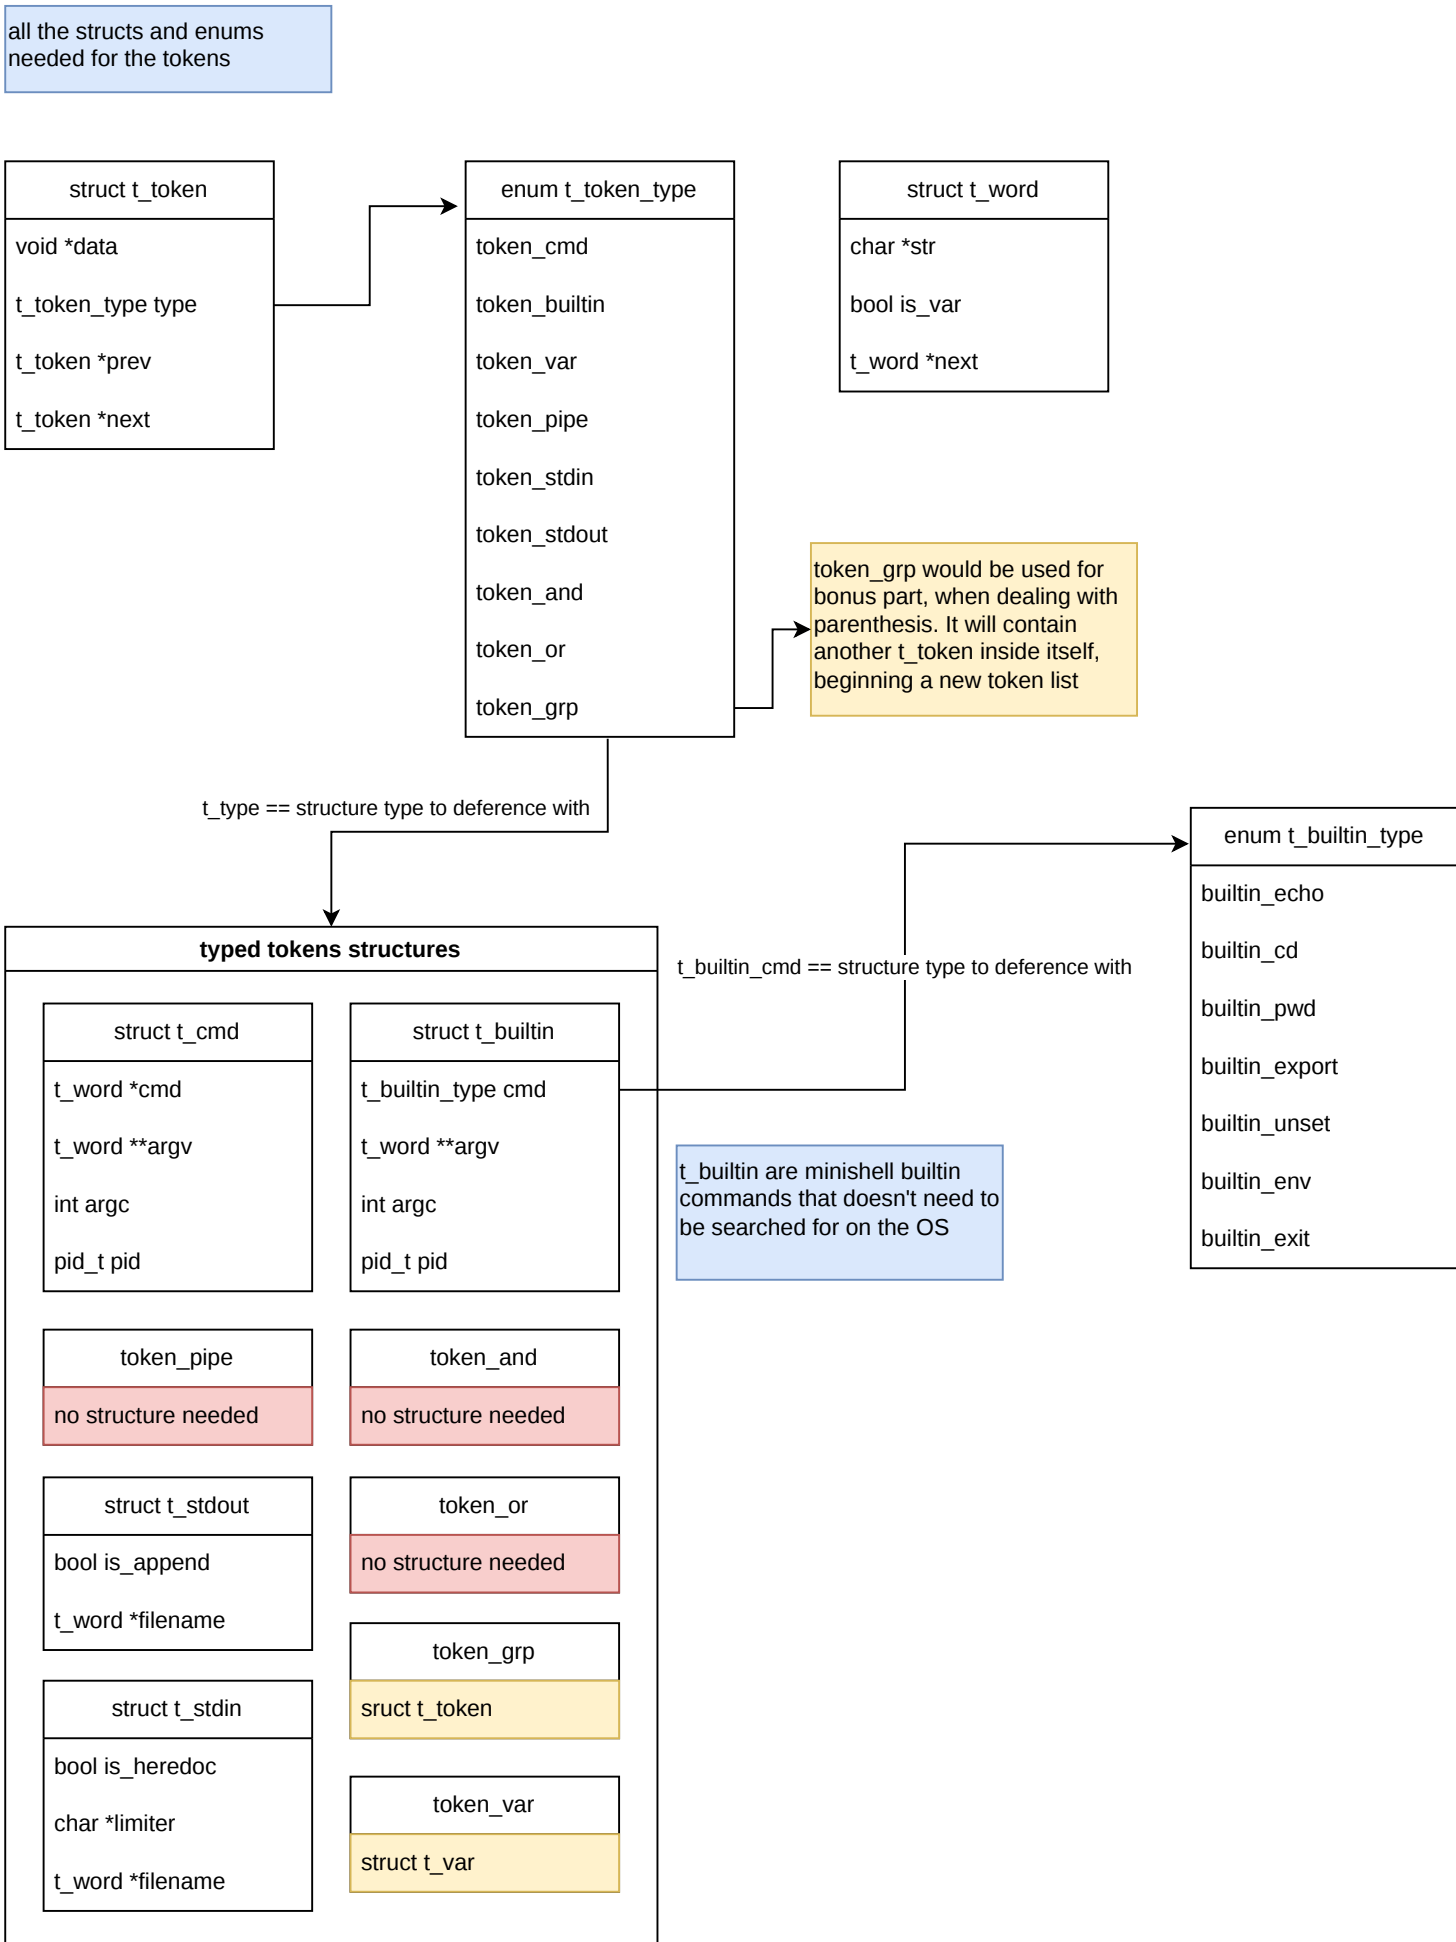 all the structs and enums
needed for the tokens
struct t_token
void *data
t_token_type type
t_token *prev
t_token *next
enum t_token_type
token_cmd
token_builtin
token_var
token_pipe
token_stdin
token_stdout
token_and
token_or
token_grp
struct t_word
char *str
bool is_var
t_word *next
token_grp would be used for
bonus part, when dealing with
parenthesis. It will contain
another t_token inside itself,
beginning a new token list
t_type == structure type to deference with
typed tokens structures
struct t_cmd
t_word *cmd
t_word **argv
int argc
pid_t pid
struct t_builtin
t_builtin_type cmd
t_word **argv
int argc
pid_t pid
t_builtin_cmd == structure type to deference with
enum t_builtin_type
builtin_echo
builtin_cd
builtin_pwd
builtin_export
builtin_unset
builtin_env
builtin_exit
t_builtin are minishell builtin
commands that doesn't need to
be searched for on the OS
token_pipe
no structure needed
token_and
no structure needed
struct t_stdout
bool is_append
t_word *filename
token_or
no structure needed
token_grp
sruct t_token
struct t_stdin
bool is_heredoc
char *limiter
t_word *filename
token_var
struct t_var